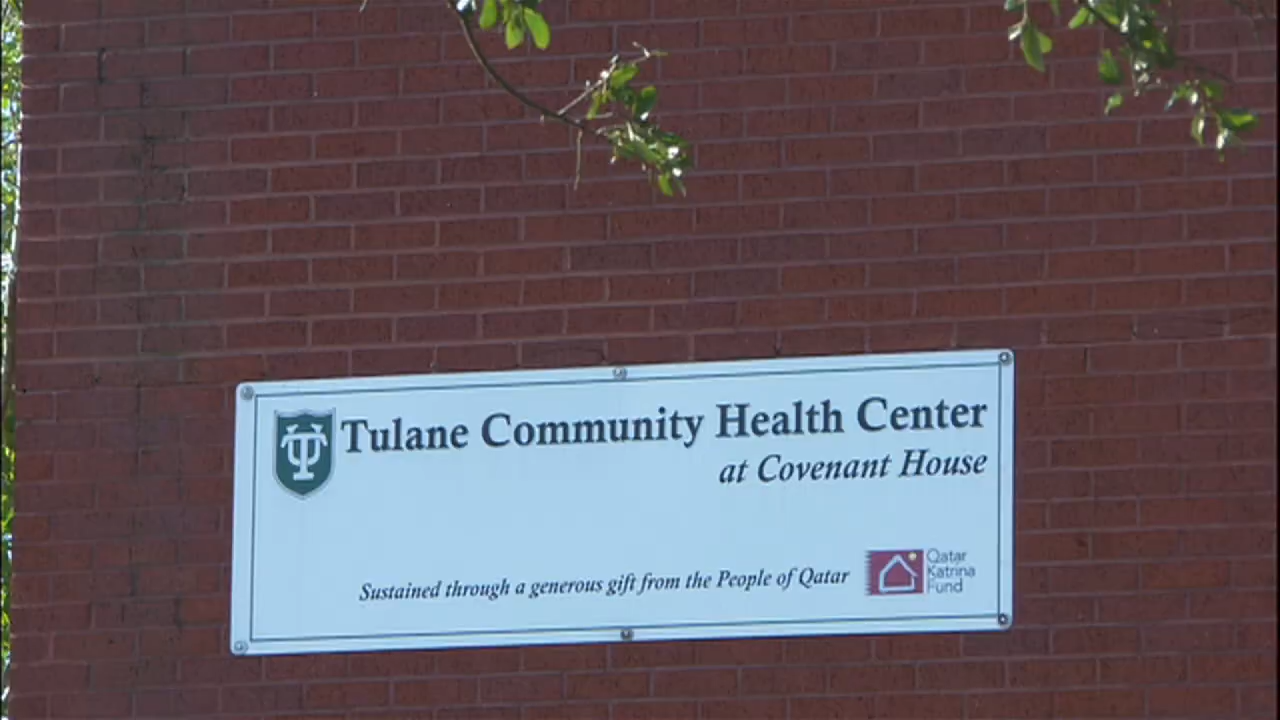 Tulane Community Health Center
at Covenant House
Sustained through a generous gift from the People of Qatar
Qatar
Katrina
Fund